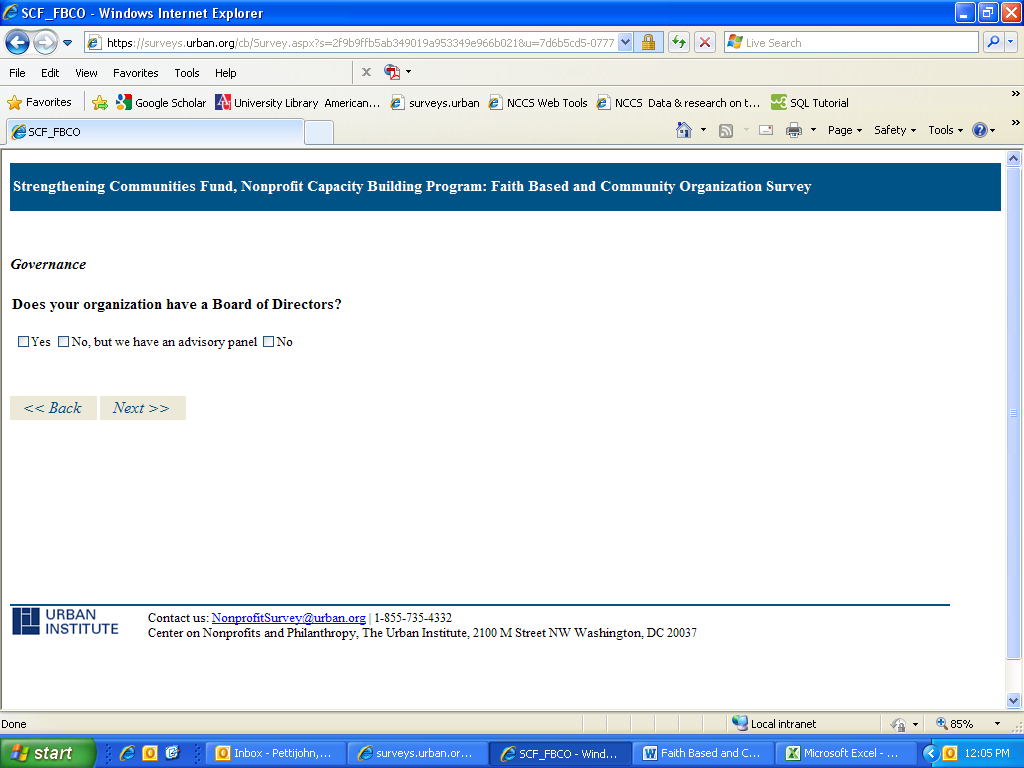 SCF_FBCO - Windows Internet Explorer
https://surveys.urban.org/cb/Survey.aspx?s=2f9b9ffb5ab349019a953349e966b021&u=7d6b5cd5-0777
Live Search
File Edit View Favorites Tools Help
Favorites Google Scholar University Library American... surveys.urban NCCS Web Tools NCCS Data & research on t... SQL Tutorial
SCF_FBCO
Page Safety Tools
Strengthening Communities Fund, Nonprofit Capacity Building Program: Faith Based and Community Organization Survey
Governance
Does your organization have a Board of Directors?
Yes No, but we have an advisory panel No
<< Back Next >>
URBAN INSTITUTE
Contact us: NonprofitSurvey@urban.org | 1-855-735-4332
Center on Nonprofits and Philanthropy, The Urban Institute, 2100 M Street NW Washington, DC 20037
Done Local intranet 85%
start Inbox - Pettijohn,... surveys.urban.or... SCF_FBCO - Wind... Faith Based and C... Microsoft Excel - ... 12:05 PM